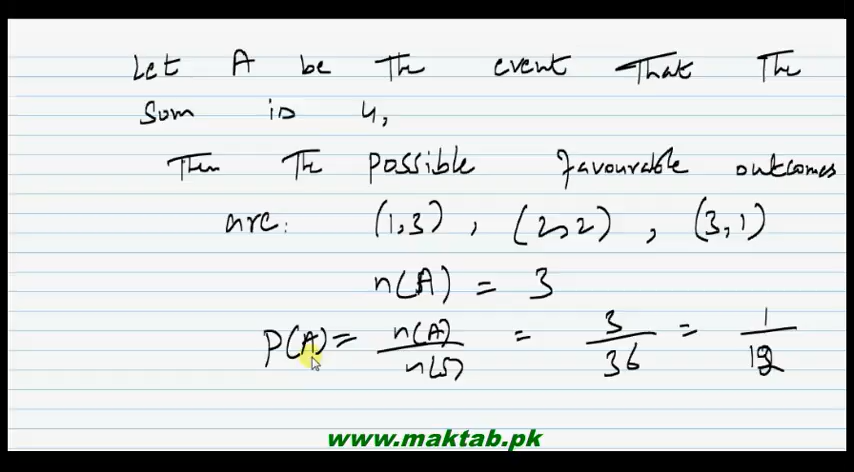 Let A be The event That The
Sum is 4,
Then The possible favourable outcomes
are: (1,3) , (2,2) , (3,1)
n(A) = 3
P(A) = n(A)/n(S) = 3/36 = 1/12
www.maktab.pk